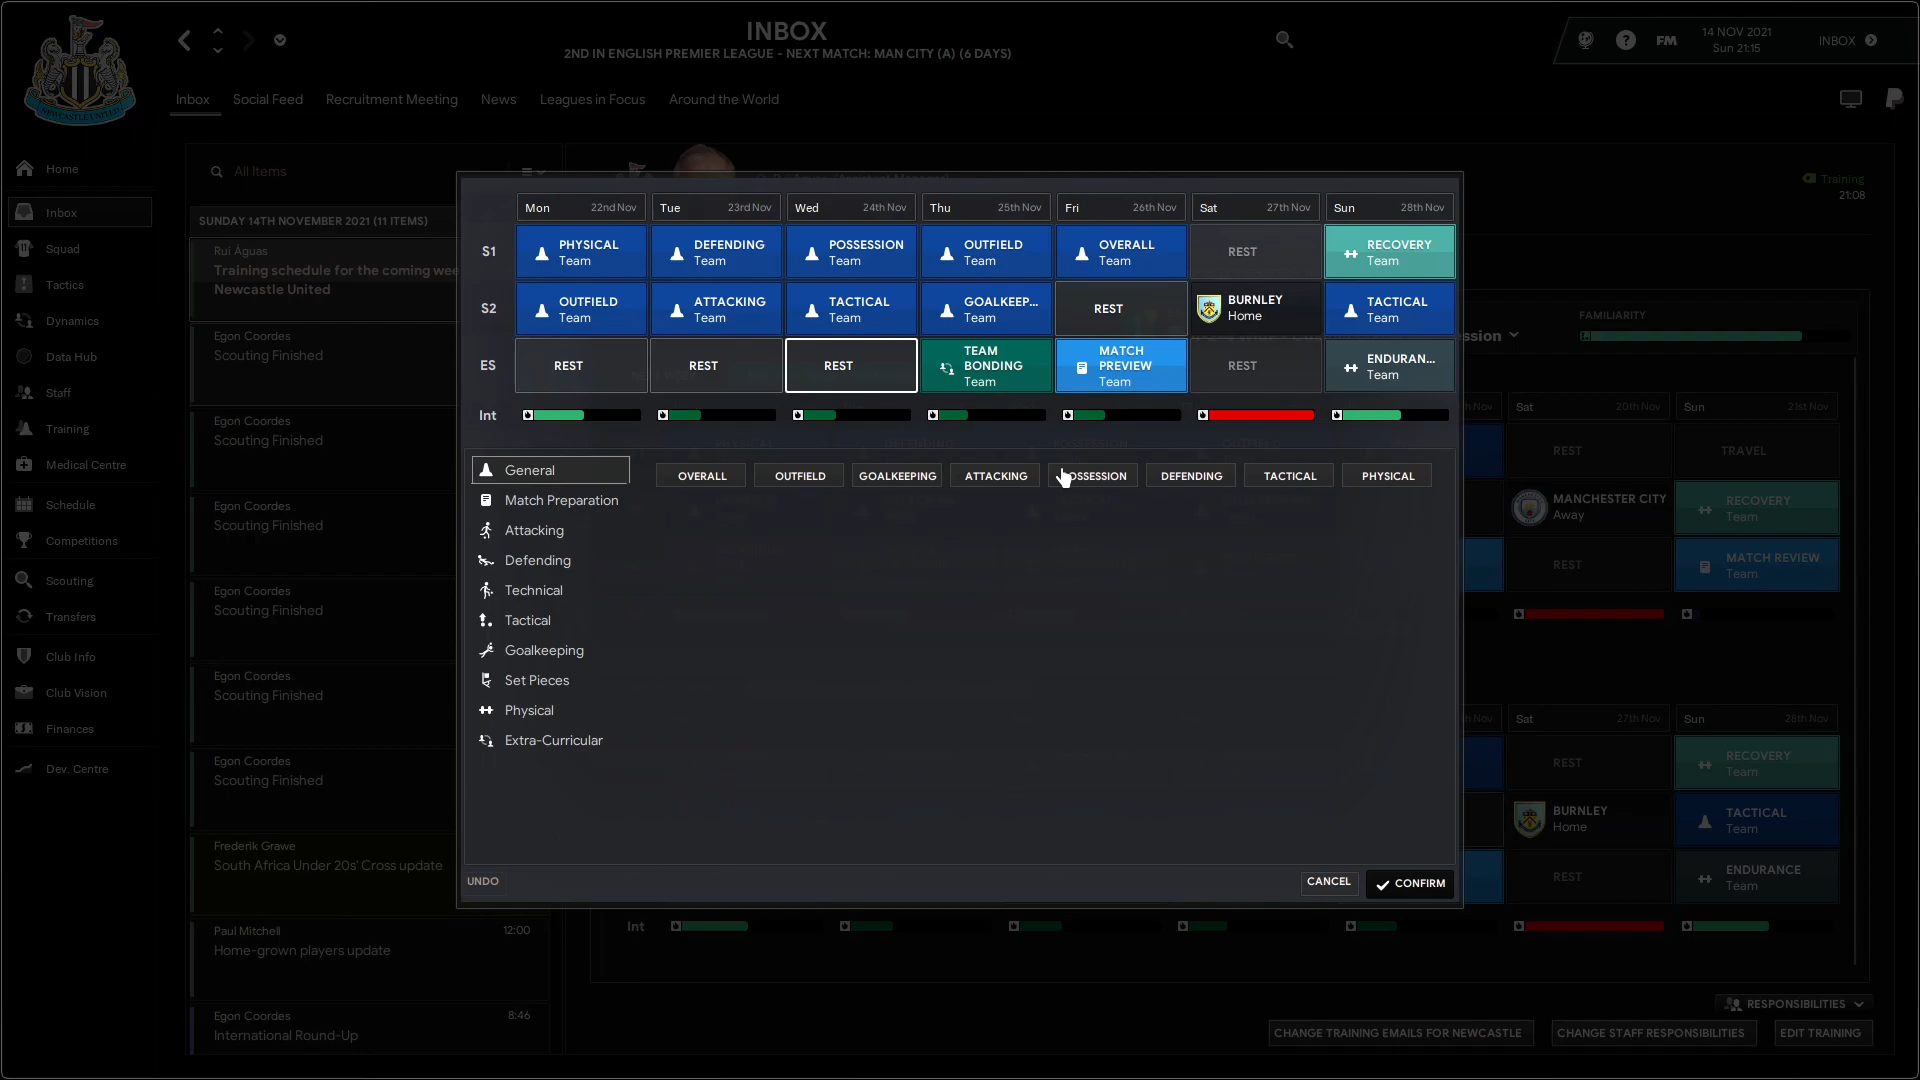 INBOX
2ND IN ENGLISH PREMIER LEAGUE - NEXT MATCH: MAN CITY (A) (6 DAYS)
FM
14 NOV 2021
Sun 21:15
INBOX
NEWCASTLE UNITED
Inbox
Social Feed
Recruitment Meeting
News
Leagues in Focus
Around the World
Home
Inbox
Squad
Tactics
Dynamics
Data Hub
Staff
Training
Medical Centre
Schedule
Competitions
Scouting
Transfers
Club Info
Club Vision
Finances
Dev. Centre
All Items
SUNDAY 14TH NOVEMBER 2021 (11 ITEMS)
Rui Águas
Training schedule for the coming wee
Newcastle United
Egon Coordes
Scouting Finished
Egon Coordes
Scouting Finished
Egon Coordes
Scouting Finished
Egon Coordes
Scouting Finished
Egon Coordes
Scouting Finished
Egon Coordes
Scouting Finished
Frederik Grawe
South Africa Under 20s' Cross update
Paul Mitchell
12:00
Home-grown players update
Egon Coordes
8:46
International Round-Up
Mon 22nd Nov
Tue 23rd Nov
Wed 24th Nov
Thu 25th Nov
Fri 26th Nov
Sat 27th Nov
Sun 28th Nov
S1
PHYSICAL
Team
DEFENDING
Team
POSSESSION
Team
OUTFIELD
Team
OVERALL
Team
REST
RECOVERY
Team
S2
OUTFIELD
Team
ATTACKING
Team
TACTICAL
Team
GOALKEEP...
Team
REST
BURNLEY
Home
TACTICAL
Team
ES
REST
REST
REST
TEAM
BONDING
Team
MATCH
PREVIEW
Team
REST
ENDURAN...
Team
Int
General
Match Preparation
Attacking
Defending
Technical
Tactical
Goalkeeping
Set Pieces
Physical
Extra-Curricular
OVERALL
OUTFIELD
GOALKEEPING
ATTACKING
OSSESSION
DEFENDING
TACTICAL
PHYSICAL
UNDO
CANCEL
CONFIRM
Training
21:08
ssion
FAMILIARITY
Sat 20th Nov
Sun 21st Nov
REST
TRAVEL
MANCHESTER CITY
Away
RECOVERY
Team
REST
MATCH REVIEW
Team
Sat 27th Nov
Sun 28th Nov
REST
RECOVERY
Team
BURNLEY
Home
TACTICAL
Team
REST
ENDURANCE
Team
Int
RESPONSIBILITIES
CHANGE TRAINING EMAILS FOR NEWCASTLE
CHANGE STAFF RESPONSIBILITIES
EDIT TRAINING